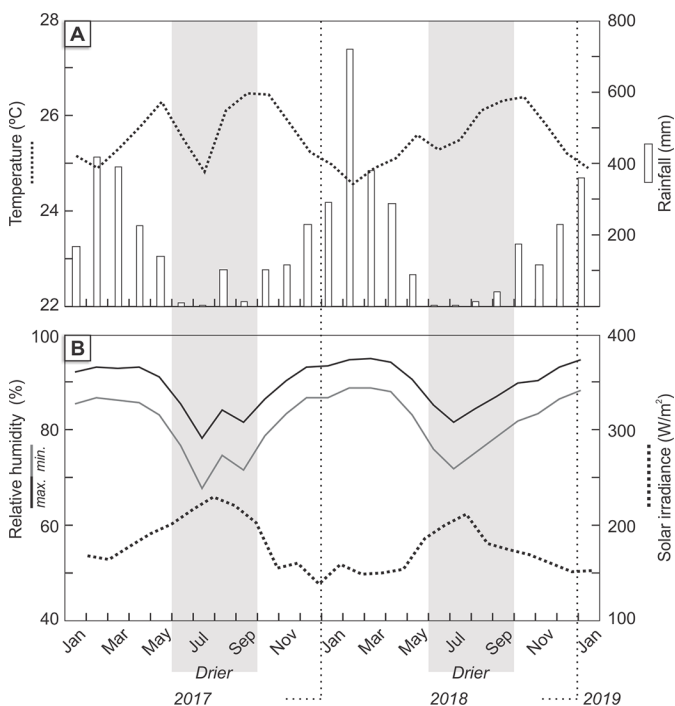 A
28
26
24
22
Temperature (ºC)
800
600
400
200
Rainfall (mm)
B
100
80
60
40
Relative humidity (%)
max. min.
400
300
200
100
Solar irradiance (W/m²)
Jan Mar May Jul Sep Nov Jan Mar May Jul Sep Nov Jan
Drier Drier
2017 2018 2019